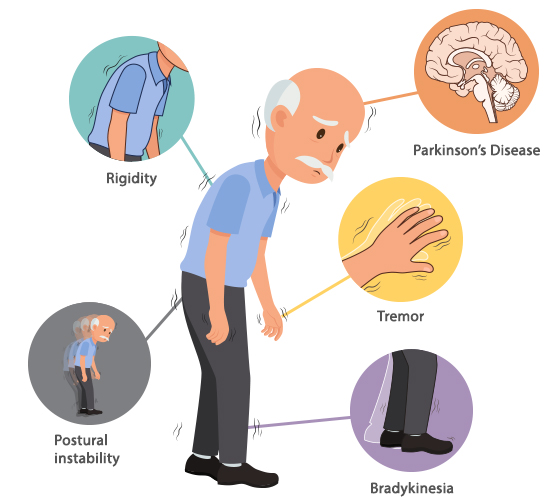 Parkinson's Disease
Rigidity
Tremor
Postural
instability
Bradykinesia